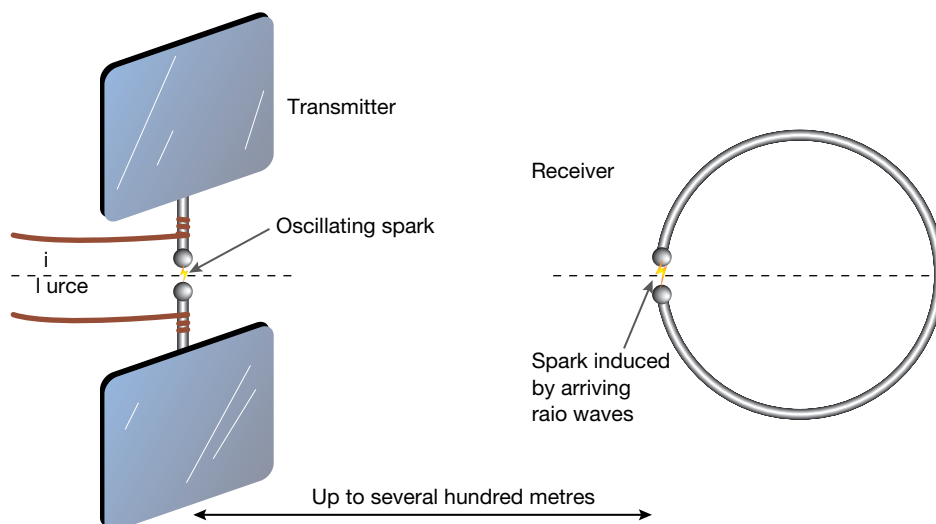 Transmitter
Receiver
Oscillating spark
i
l urce
Spark induced
by arriving
raio waves
Up to several hundred metres